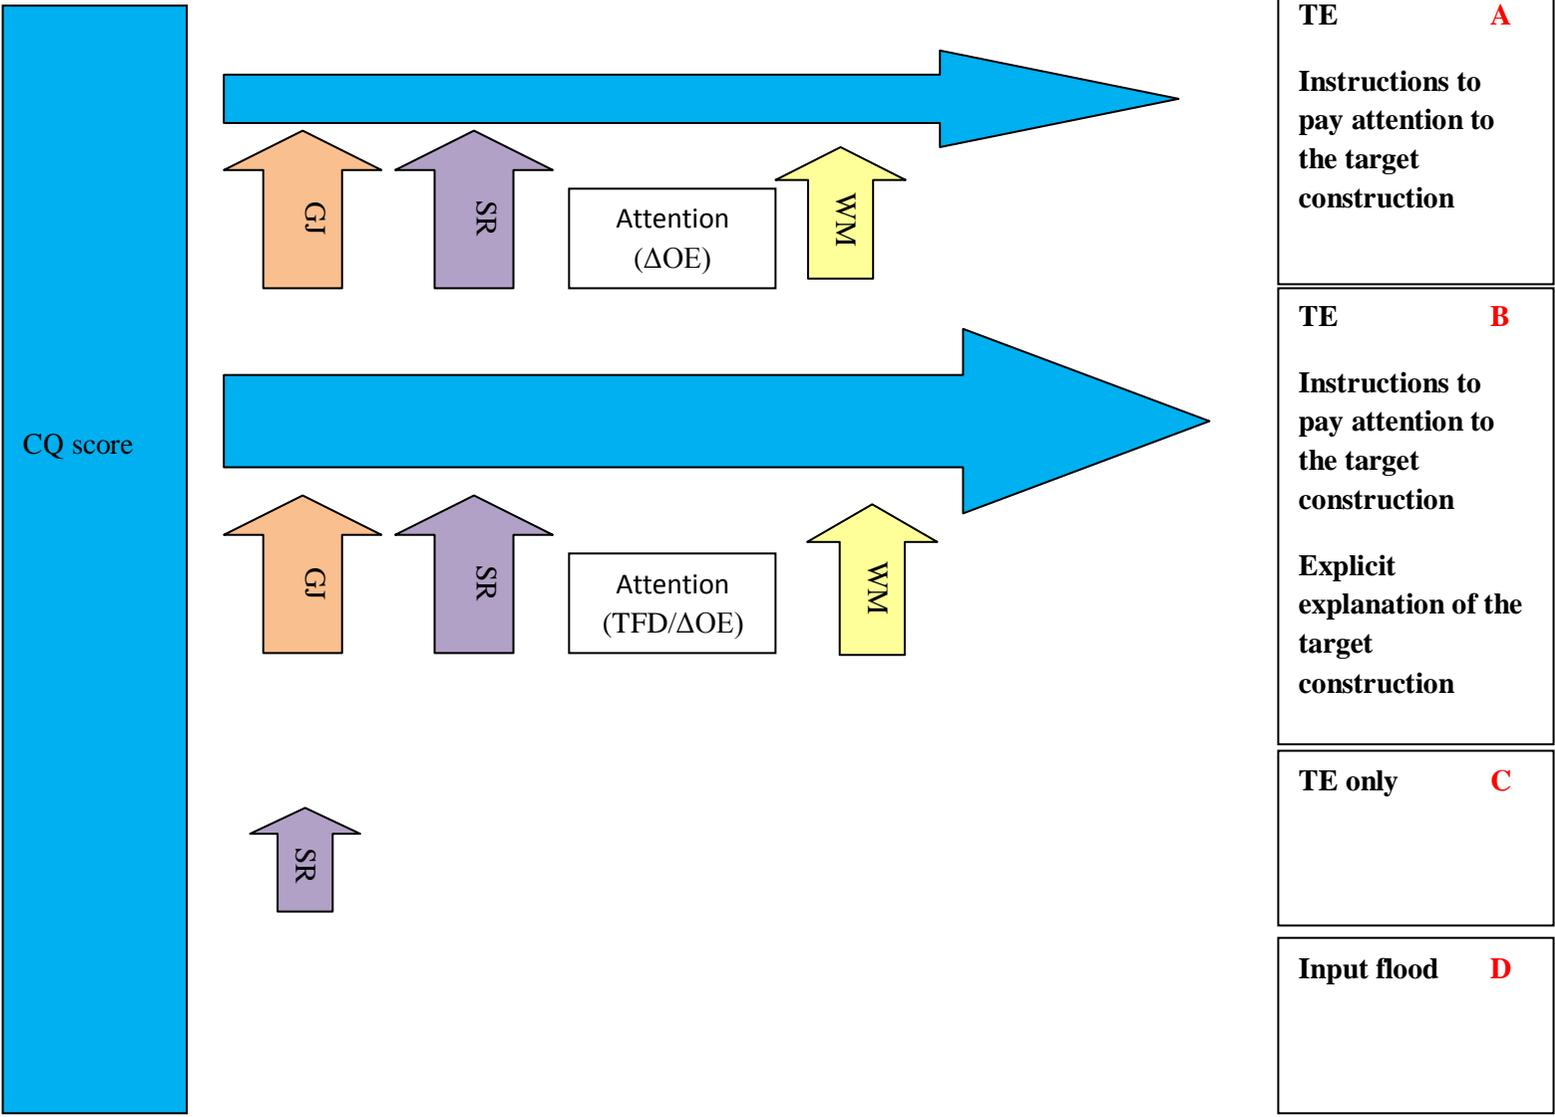 CQ score
GJ
SR
Attention
(ΔOE)
WM
TE A
Instructions to
pay attention to
the target
construction
GJ
SR
Attention
(TFD/ΔOE)
WM
TE B
Instructions to
pay attention to
the target
construction
Explicit
explanation of the
target
construction
SR
TE only C
Input flood D